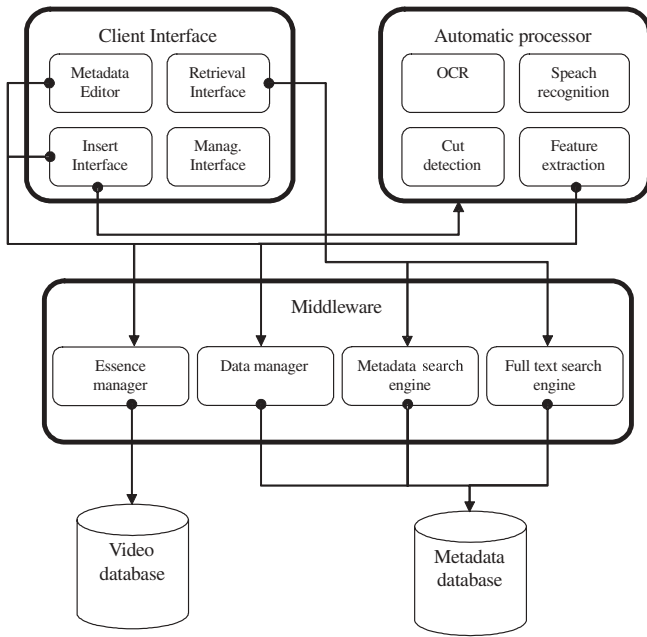 Client Interface
Metadata
Editor
Retrieval
Interface
Insert
Interface
Manag.
Interface
Automatic processor
OCR
Speach
recognition
Cut
detection
Feature
extraction
Middleware
Essence
manager
Data manager
Metadata search
engine
Full text search
engine
Video
database
Metadata
database